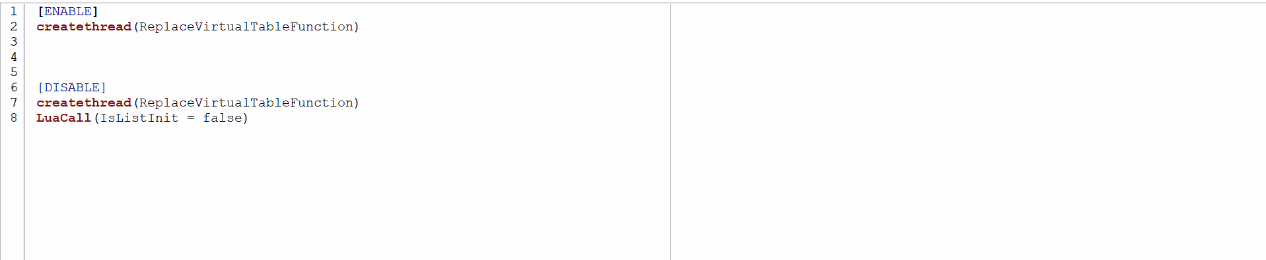 1 [ENABLE]
2 createthread(ReplaceVirtualTableFunction)
3
4
5
6 [DISABLE]
7 createthread(ReplaceVirtualTableFunction)
8 LuaCall(IsListInit = false)